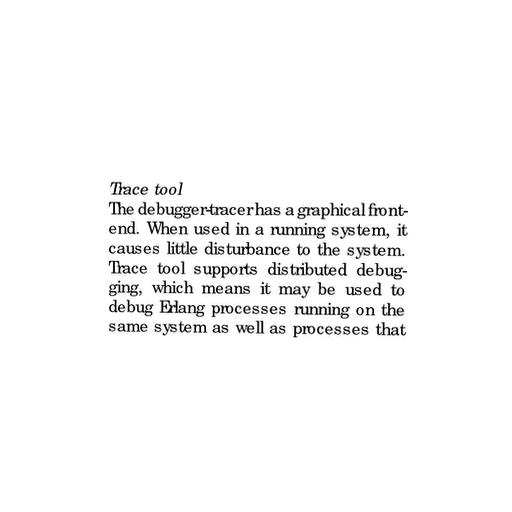 Trace tool
The debugger-tracer has a graphical front-
end. When used in a running system, it
causes little disturbance to the system.
Trace tool supports distributed debug-
ging, which means it may be used to
debug Erlang processes running on the
same system as well as processes that